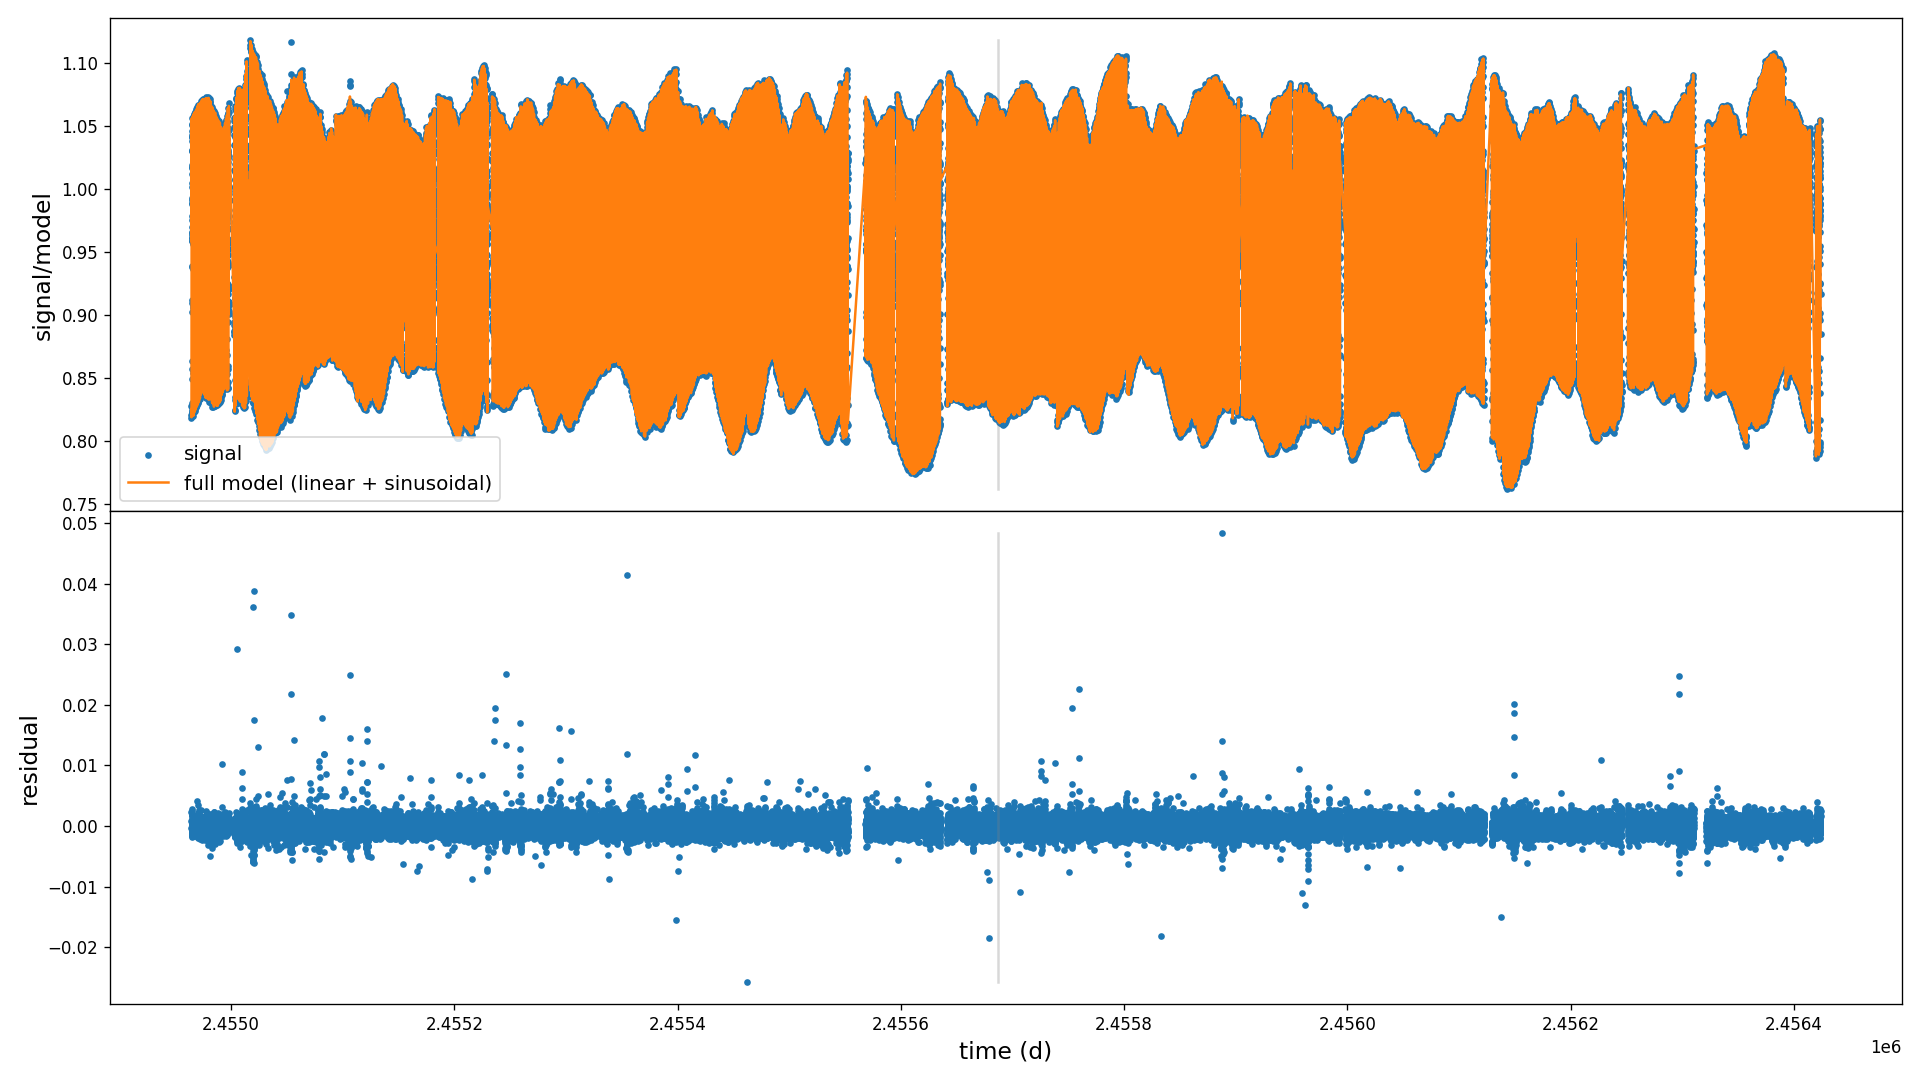 signal/model
1.10
1.05
1.00
0.95
0.90
0.85
0.80
0.75
signal
full model (linear + sinusoidal)
residual
0.05
0.04
0.03
0.02
0.01
0.00
−0.01
−0.02
2.4550 2.4552 2.4554 2.4556 2.4558 2.4560 2.4562 2.4564
1e6
time (d)